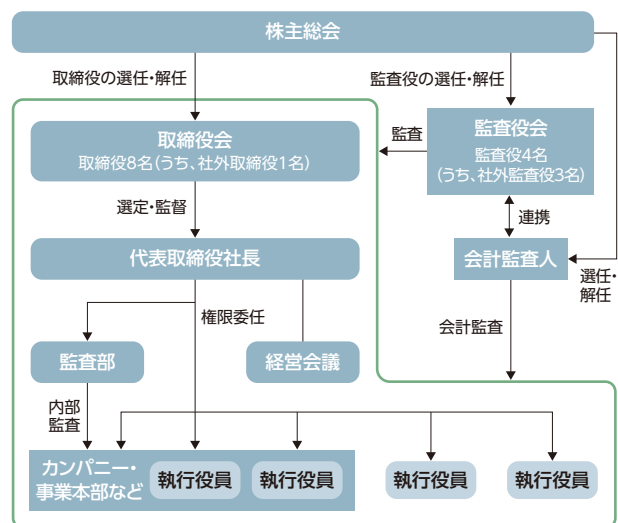 株主総会
取締役の選任・解任
監査役の選任・解任
取締役会
取締役8名(うち、社外取締役1名)
監査
監査役会
監査役4名
(うち、社外監査役3名)
選定・監督
連携
代表取締役社長
会計監査人
選任・
解任
権限委任
会計監査
監査部
経営会議
内部
監査
カンパニー・
事業本部など
執行役員
執行役員
執行役員
執行役員